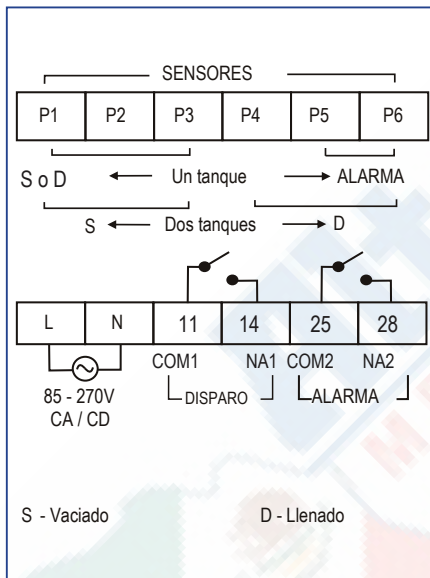 SENSORES
P1 P2 P3 P4 P5 P6
S o D Un tanque ALARMA
S Dos tanques D
L N 11 14 25 28
COM1 NA1 COM2 NA2
85 - 270V DISPARO ALARMA
CA / CD
S - Vaciado D - Llenado